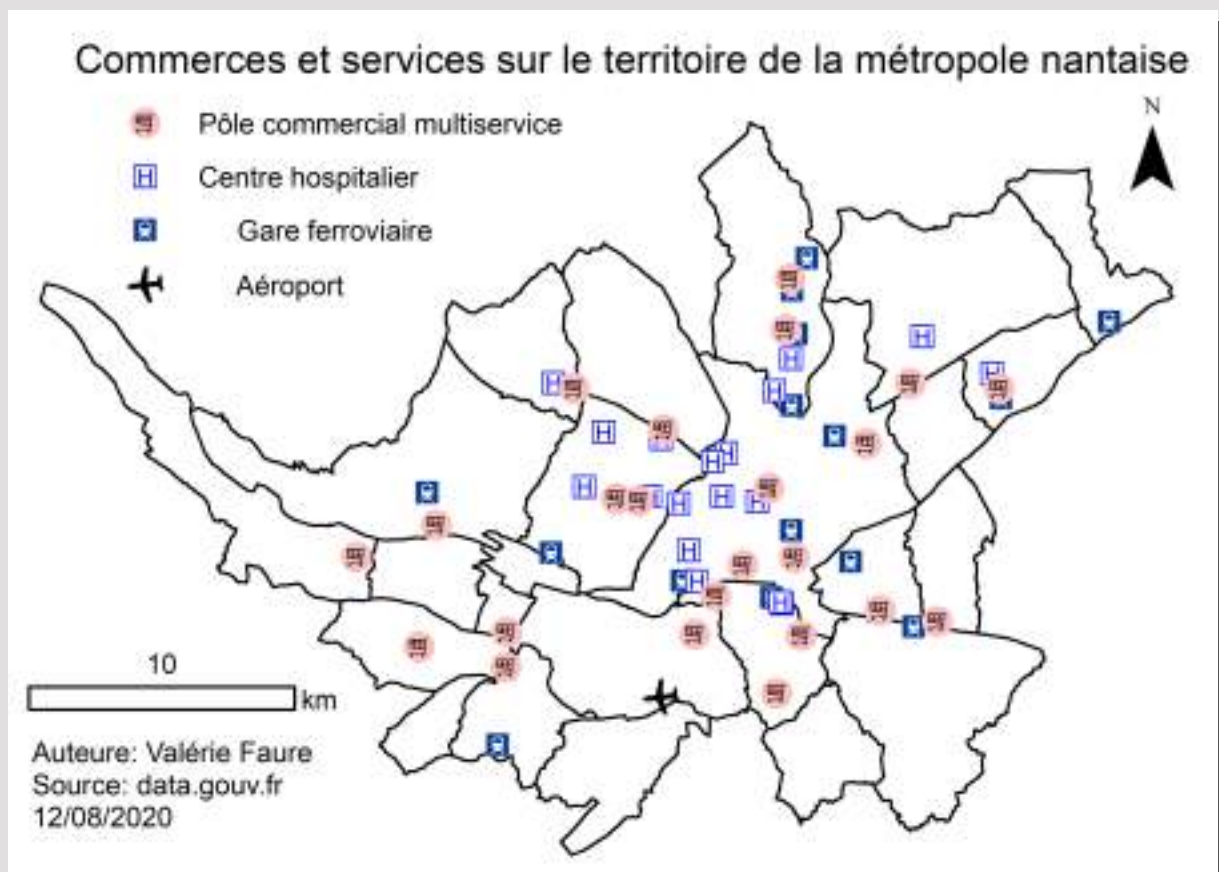 Commerces et services sur le territoire de la métropole nantaise
Pôle commercial multiservice
H Centre hospitalier
Gare ferroviaire
Aéroport
N
10
km
Auteure: Valérie Faure
Source: data.gouv.fr
12/08/2020